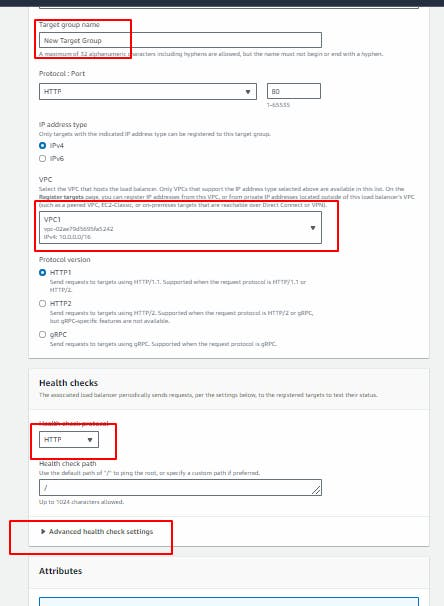 Target group name
New Target Group
A maximum of 32 alphanumeric characters including hyphens are allowed, but the name must not begin or end with a hyphen.
Protocol : Port
HTTP
80
1-65535
IP address type
Only targets with the indicated IP address type can be registered to this target group.
IPv4
IPv6
VPC
Select the VPC that hosts the load balancer. Only VPCs that support the IP address type selected above are available in this list. On the
Register targets page, you can register IP addresses from this VPC, or from private IP addresses located outside of this load balancer's VPC
(such as a peered VPC, EC2-Classic, or on-premises targets that are reachable over Direct Connect or VPN).
VPC1
vpc-02ae79d5695fa5242
IPv4: 10.0.0.0/16
Protocol version
HTTP1
Send requests to targets using HTTP/1.1. Supported when the request protocol is HTTP/1.1 or
HTTP/2.
HTTP2
Send requests to targets using HTTP/2. Supported when the request protocol is HTTP/2 or gRPC,
but gRPC-specific features are not available.
gRPC
Send requests to targets using gRPC. Supported when the request protocol is gRPC.
Health checks
The associated load balancer periodically sends requests, per the settings below, to the registered targets to test their status.
Health check protocol
HTTP
Health check path
Use the default path of "/" to ping the root, or specify a custom path if preferred.
/
Up to 1024 characters allowed.
Advanced health check settings
Attributes